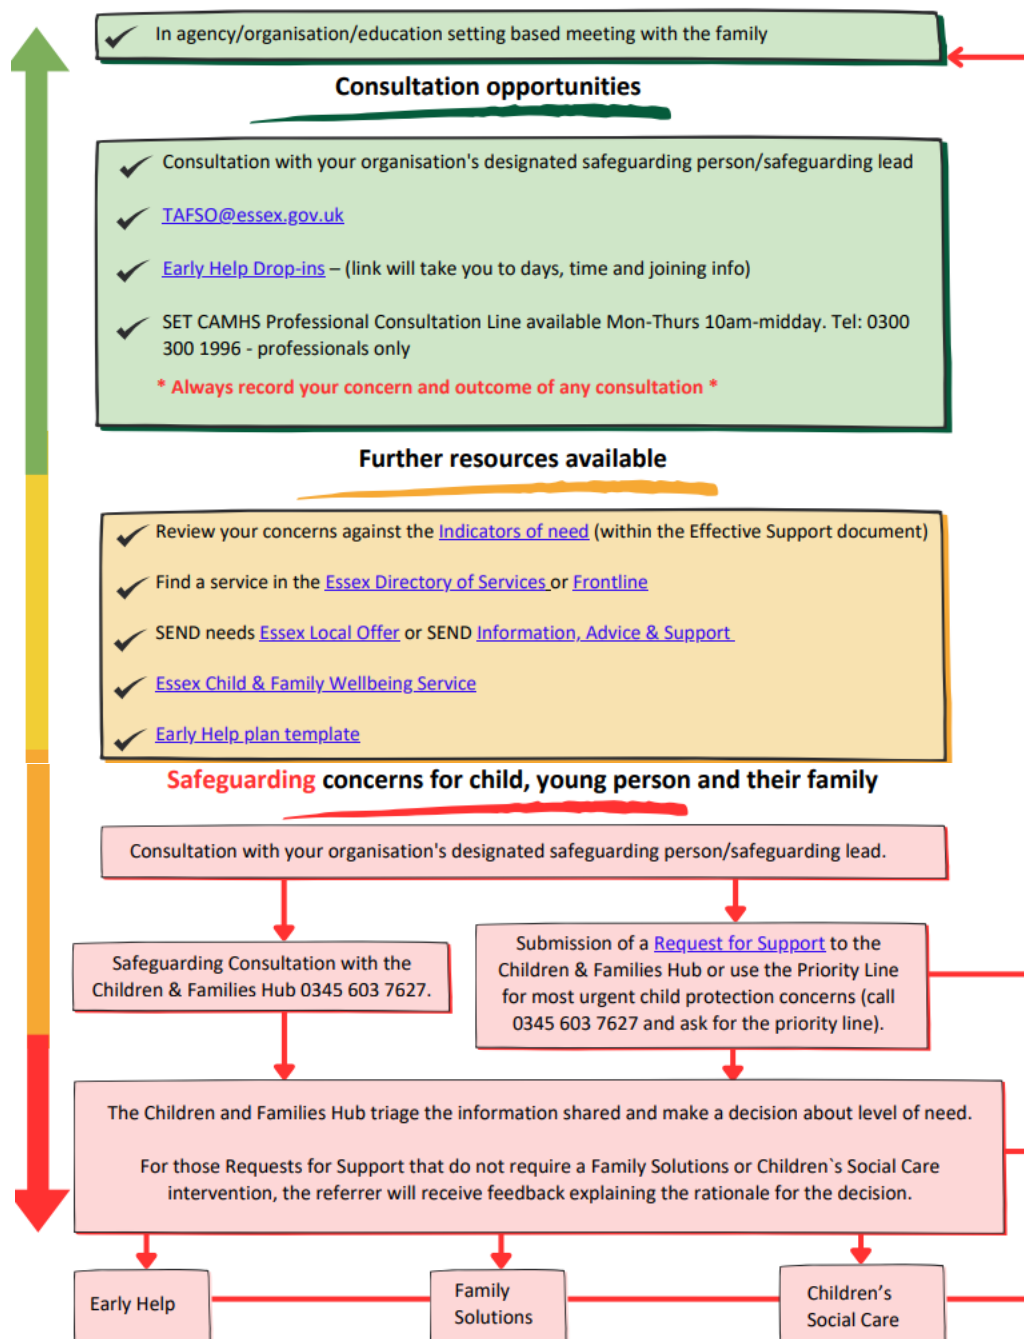 In agency/organisation/education setting based meeting with the family
Consultation opportunities
Consultation with your organisation's designated safeguarding person/safeguarding lead
TAFSO@essex.gov.uk
Early Help Drop-ins – (link will take you to days, time and joining info)
SET CAMHS Professional Consultation Line available Mon-Thurs 10am-midday. Tel: 0300
300 1996 - professionals only
* Always record your concern and outcome of any consultation *
Further resources available
Review your concerns against the Indicators of need (within the Effective Support document)
Find a service in the Essex Directory of Services or Frontline
SEND needs Essex Local Offer or SEND Information, Advice & Support
Essex Child & Family Wellbeing Service
Early Help plan template
Safeguarding concerns for child, young person and their family
Consultation with your organisation's designated safeguarding person/safeguarding lead.
Safeguarding Consultation with the
Children & Families Hub 0345 603 7627.
Submission of a Request for Support to the
Children & Families Hub or use the Priority Line
for most urgent child protection concerns (call
0345 603 7627 and ask for the priority line).
The Children and Families Hub triage the information shared and make a decision about level of need.
For those Requests for Support that do not require a Family Solutions or Children`s Social Care
intervention, the referrer will receive feedback explaining the rationale for the decision.
Early Help
Family
Solutions
Children's
Social Care